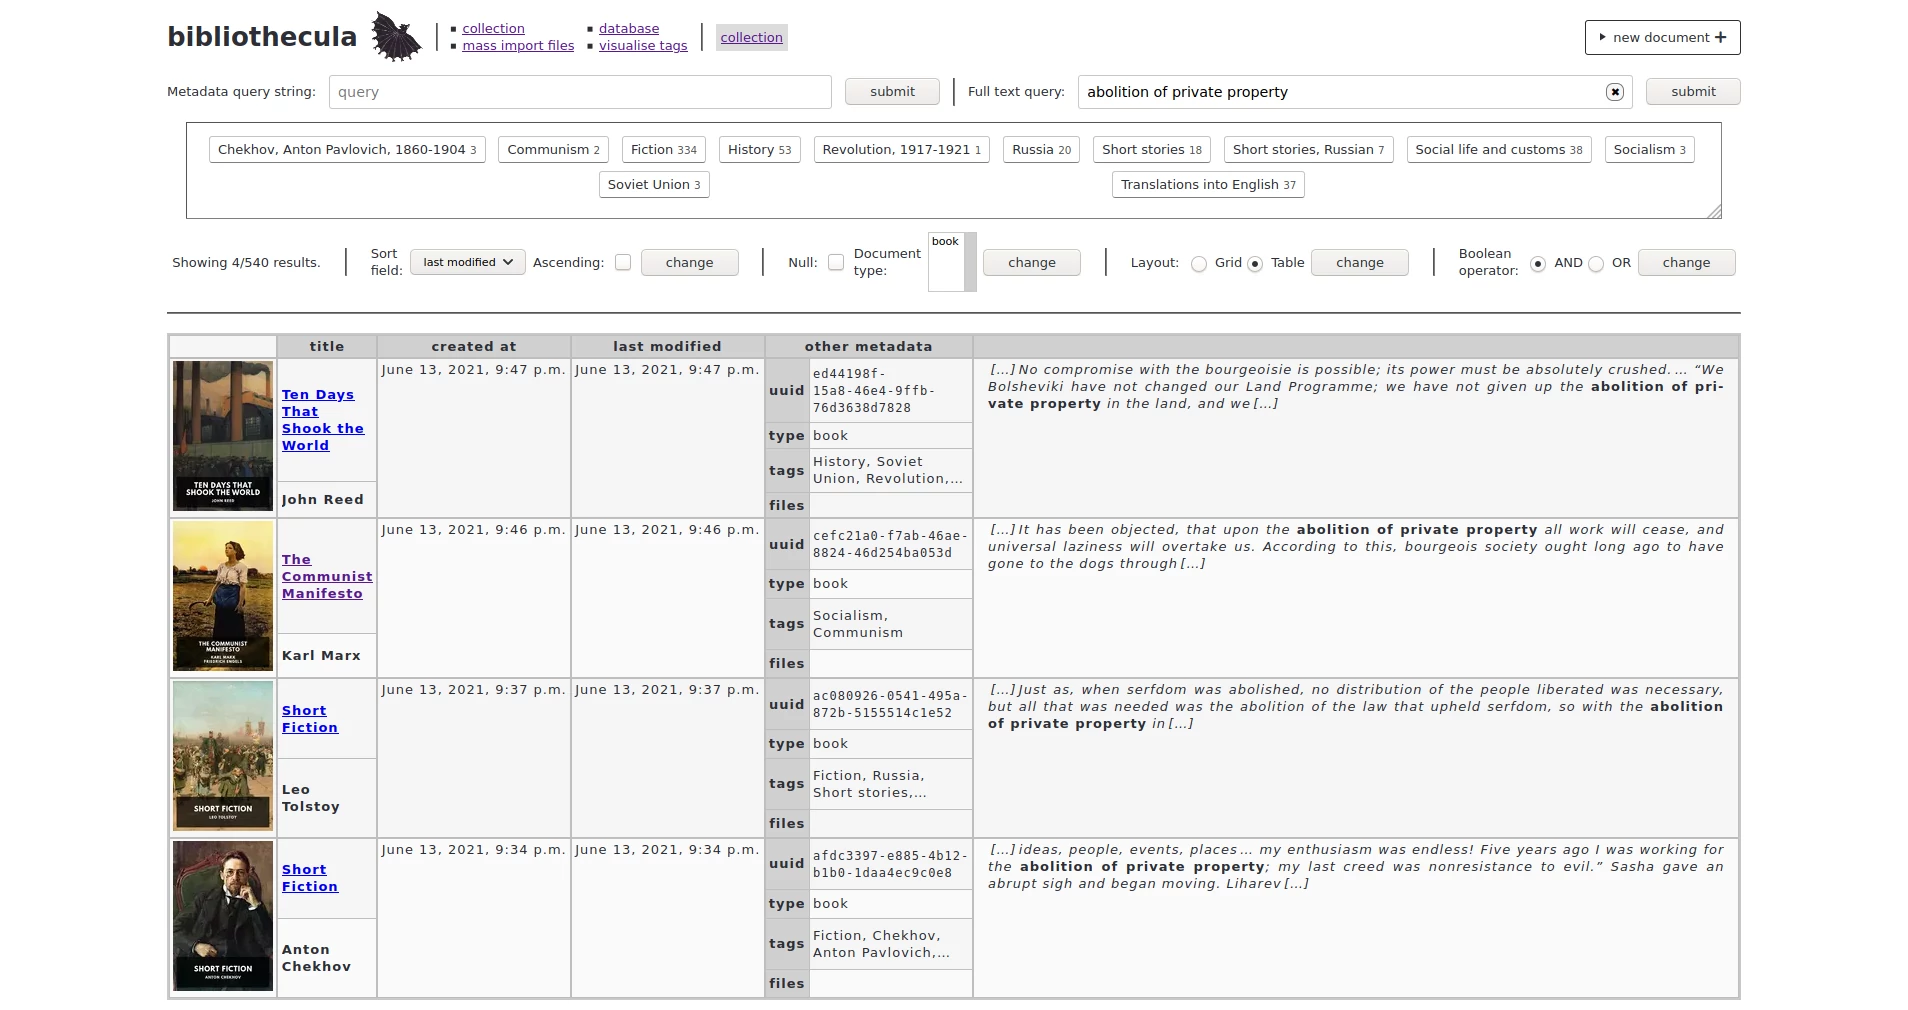 bibliothecula
collection
mass import files
database
visualise tags
collection
new document +
Metadata query string:
query
submit
Full text query:
abolition of private property
submit
Chekhov, Anton Pavlovich, 1860-1904 3
Communism 2
Fiction 334
History 53
Revolution, 1917-1921 1
Russia 20
Short stories 18
Short stories, Russian 7
Social life and customs 38
Socialism 3
Soviet Union 3
Translations into English 37
Showing 4/540 results.
Sort
field:
last modified
Ascending:
change
Null:
Document
type:
book
change
Layout:
Grid
Table
change
Boolean
operator:
AND
OR
change
title
created at
last modified
other metadata
TEN DAYS THAT
SHOOK THE WORLD
JOHN REED
Ten Days
That
Shook the
World
John Reed
June 13, 2021, 9:47 p.m.
June 13, 2021, 9:47 p.m.
uuid
ed44198f-
15a8-46e4-9ffb-
76d3638d7828
type
book
tags
History, Soviet
Union, Revolution,…
files
[…] No compromise with the bourgeoisie is possible; its power must be absolutely crushed. … “We
Bolsheviki have not changed our Land Programme; we have not given up the abolition of pri-
vate property in the land, and we […]
THE COMMUNIST
MANIFESTO
KARL MARX
FRIEDRICH ENGELS
The
Communist
Manifesto
Karl Marx
June 13, 2021, 9:46 p.m.
June 13, 2021, 9:46 p.m.
uuid
cefc21a0-f7ab-46ae-
8824-46d254ba053d
type
book
tags
Socialism,
Communism
files
[…] It has been objected, that upon the abolition of private property all work will cease, and
universal laziness will overtake us. According to this, bourgeois society ought long ago to have
gone to the dogs through […]
SHORT FICTION
LEO TOLSTOY
Short
Fiction
Leo
Tolstoy
June 13, 2021, 9:37 p.m.
June 13, 2021, 9:37 p.m.
uuid
ac080926-0541-495a-
872b-5155514c1e52
type
book
tags
Fiction, Russia,
Short stories,…
files
[…] Just as, when serfdom was abolished, no distribution of the people liberated was necessary,
but all that was needed was the abolition of the law that upheld serfdom, so with the abolition
of private property in […]
SHORT FICTION
ANTON CHEKHOV
Short
Fiction
Anton
Chekhov
June 13, 2021, 9:34 p.m.
June 13, 2021, 9:34 p.m.
uuid
afdc3397-e885-4b12-
b1b0-1daa4ec9c0e8
type
book
tags
Fiction, Chekhov,
Anton Pavlovich,…
files
[…] ideas, people, events, places … my enthusiasm was endless! Five years ago I was working for
the abolition of private property; my last creed was nonresistance to evil.” Sasha gave an
abrupt sigh and began moving. Liharev […]